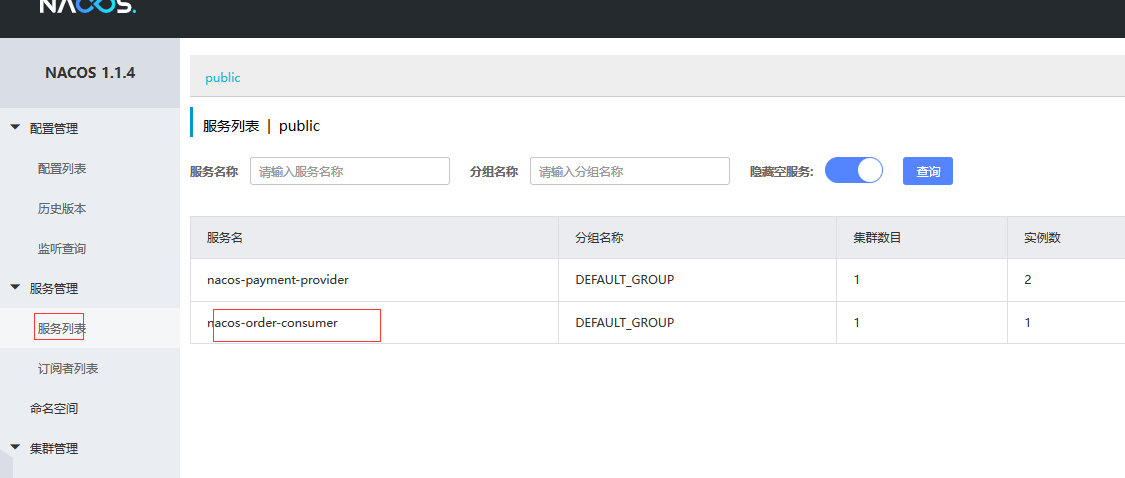 NACOS.
NACOS 1.1.4
public
配置管理
服务列表 | public
配置列表
服务名称 请输入服务名称 分组名称 请输入分组名称 隐藏空服务: 查询
历史版本
服务名 分组名称 集群数目 实例数
监听查询
nacos-payment-provider DEFAULT_GROUP 1 2
服务管理
nacos-order-consumer DEFAULT_GROUP 1 1
服务列表
订阅者列表
命名空间
集群管理